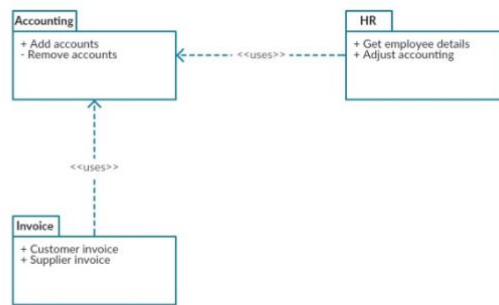 Accounting
+ Add accounts
- Remove accounts
<<uses>>
HR
+ Get employee details
+ Adjust accounting
<<uses>>
Invoice
+ Customer invoice
+ Supplier invoice